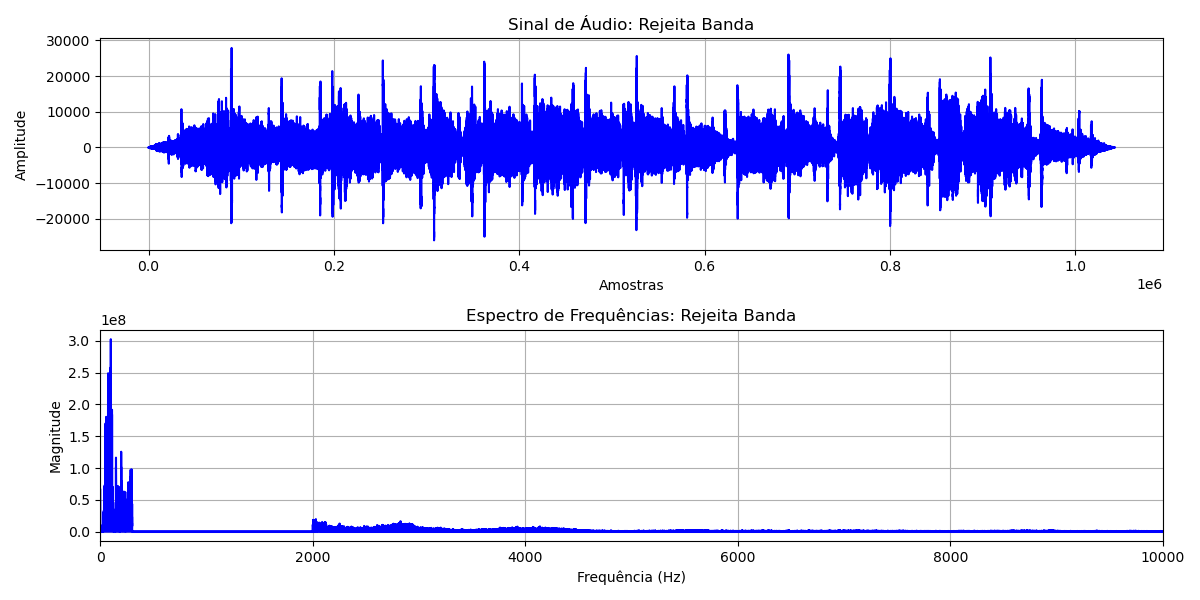 Sinal de Áudio: Rejeita Banda
30000
20000
10000
0
−10000
−20000
Amplitude
0.0 0.2 0.4 0.6 0.8 1.0
1e6
Amostras
Espectro de Frequências: Rejeita Banda
1e8
3.0
2.5
2.0
1.5
1.0
0.5
0.0
Magnitude
0 2000 4000 6000 8000 10000
Frequência (Hz)